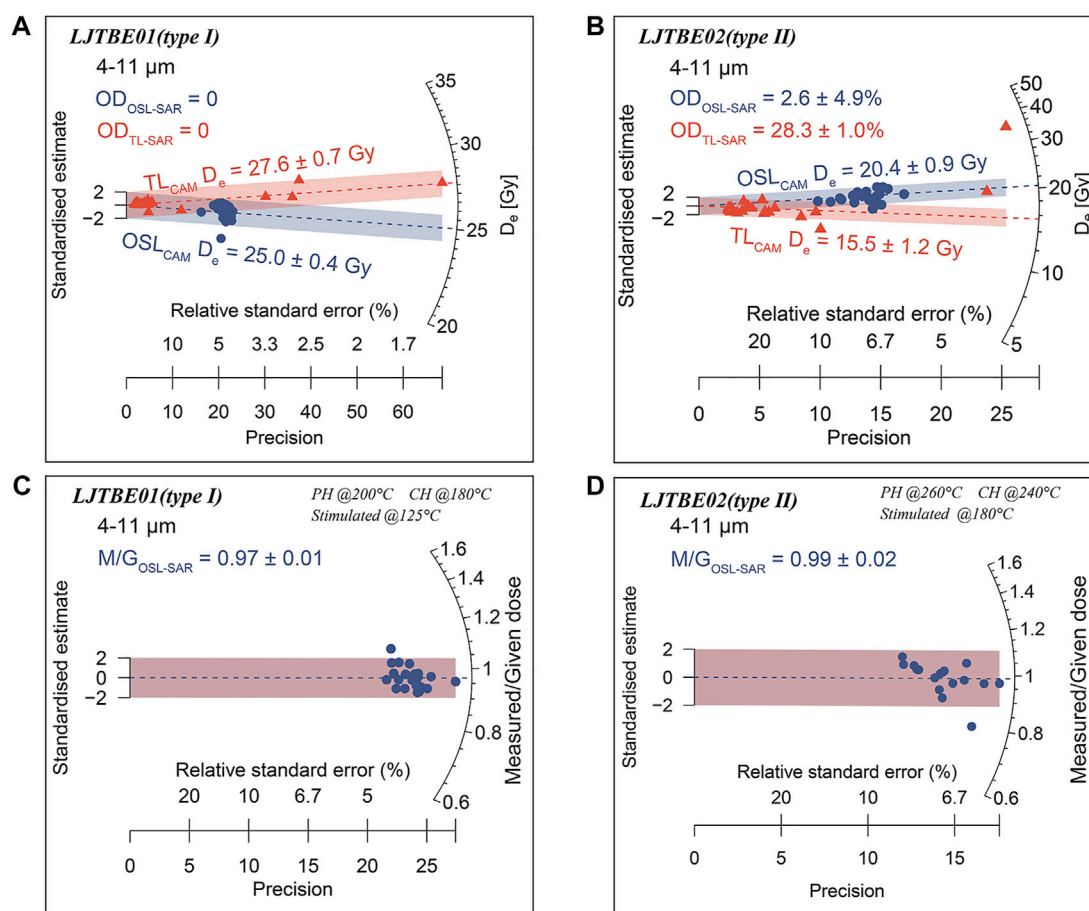 A
LJTBE01(type I)
4-11 μm
OD_OSL-SAR = 0
OD_TL-SAR = 0
TL_CAM D_e = 27.6 ± 0.7 Gy
OSL_CAM D_e = 25.0 ± 0.4 Gy
Standardised estimate
2
−2
35
30
25
20
D_e [Gy]
Relative standard error (%)
10 5 3.3 2.5 2 1.7
0 10 20 30 40 50 60
Precision
B
LJTBE02(type II)
4-11 μm
OD_OSL-SAR = 2.6 ± 4.9%
OD_TL-SAR = 28.3 ± 1.0%
OSL_CAM D_e = 20.4 ± 0.9 Gy
TL_CAM D_e = 15.5 ± 1.2 Gy
Standardised estimate
2
−2
50
40
30
20
10
5
D_e [Gy]
Relative standard error (%)
20 10 6.7 5
0 5 10 15 20 25
Precision
C
LJTBE01(type I)
PH @200°C CH @180°C
Stimulated @125°C
4-11 μm
M/G_OSL-SAR = 0.97 ± 0.01
Standardised estimate
2
0
−2
1.6
1.4
1.2
1
0.8
0.6
Measured/Given dose
Relative standard error (%)
20 10 6.7 5
0 5 10 15 20 25
Precision
D
LJTBE02(type II)
PH @260°C CH @240°C
Stimulated @180°C
4-11 μm
M/G_OSL-SAR = 0.99 ± 0.02
Standardised estimate
2
0
−2
1.6
1.4
1.2
1
0.8
0.6
Measured/Given dose
Relative standard error (%)
20 10 6.7
0 5 10 15
Precision